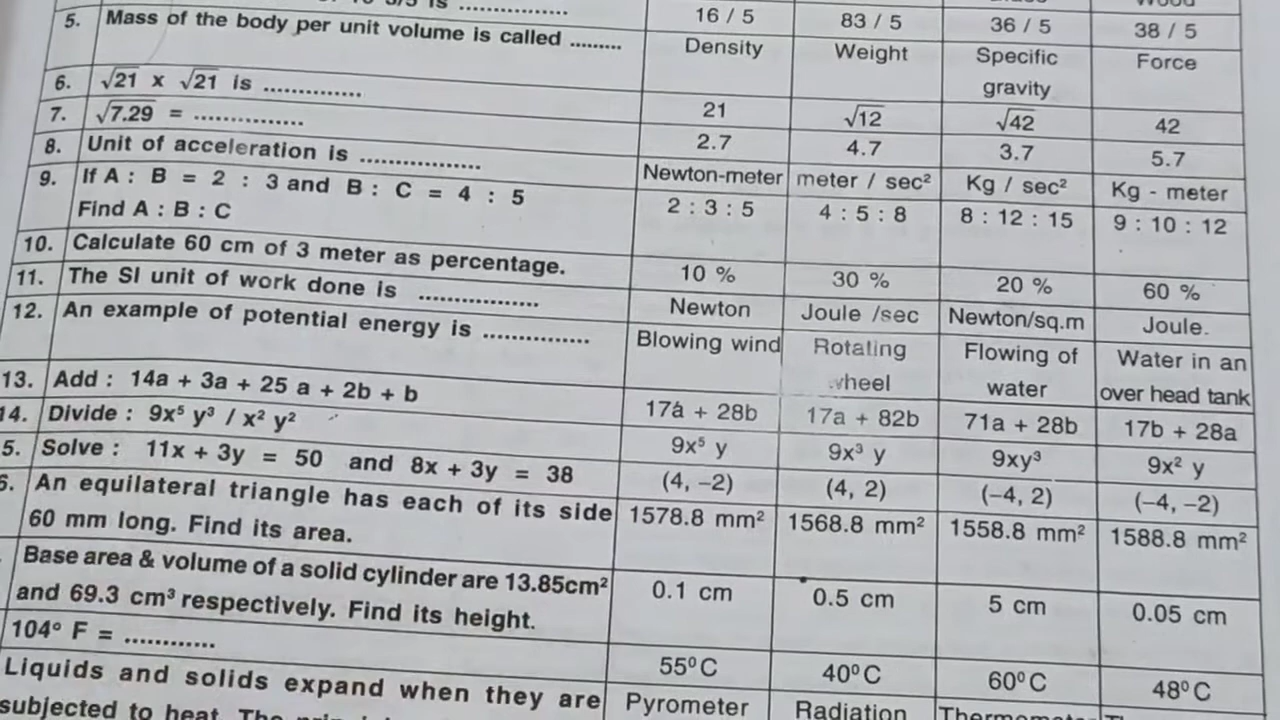 is ................ 16 / 5 83 / 5 36 / 5 38 / 5
5. Mass of the body per unit volume is called ......... Density Weight Specific gravity Force
6. √21 x √21 is .............. 21 √12 √42 42
7. √7.29 = ............... 2.7 4.7 3.7 5.7
8. Unit of acceleration is ................. Newton-meter meter / sec² Kg / sec² Kg - meter
9. If A : B = 2 : 3 and B : C = 4 : 5 2 : 3 : 5 4 : 5 : 8 8 : 12 : 15 9 : 10 : 12
Find A : B : C
10. Calculate 60 cm of 3 meter as percentage. 10 % 30 % 20 % 60 %
11. The SI unit of work done is ................. Newton Joule /sec Newton/sq.m Joule.
12. An example of potential energy is ............... Blowing wind Rotating wheel Flowing of water Water in an over head tank
13. Add : 14a + 3a + 25 a + 2b + b 17a + 28b 17a + 82b 71a + 28b 17b + 28a
14. Divide : 9x⁵ y³ / x² y² 9x⁵ y 9x³ y 9xy³ 9x² y
5. Solve : 11x + 3y = 50 and 8x + 3y = 38 (4, −2) (4, 2) (−4, 2) (−4, −2)
6. An equilateral triangle has each of its side 1578.8 mm² 1568.8 mm² 1558.8 mm² 1588.8 mm²
60 mm long. Find its area.
Base area & volume of a solid cylinder are 13.85cm² 0.1 cm 0.5 cm 5 cm 0.05 cm
and 69.3 cm³ respectively. Find its height.
104° F = ............ 55⁰C 40⁰C 60⁰C 48⁰C
Liquids and solids expand when they are Pyrometer Radiation
subjected to heat. The